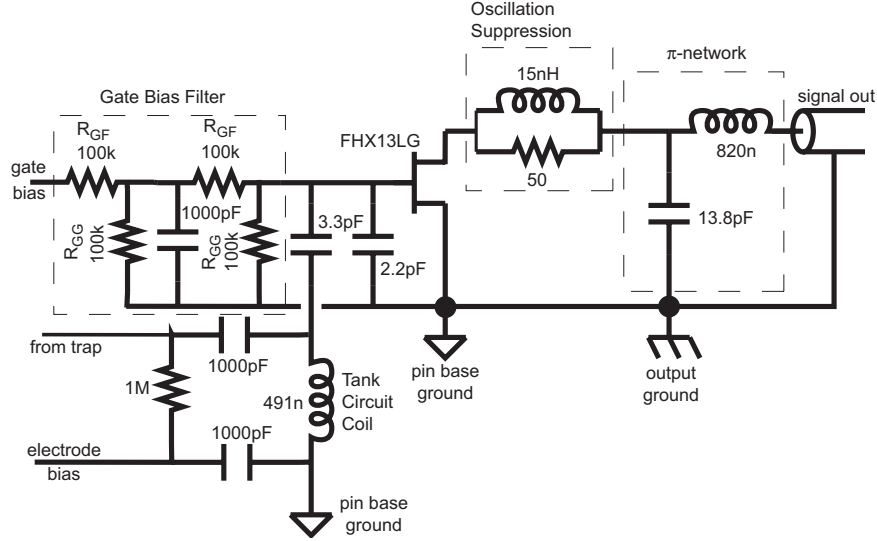 Oscillation
Suppression
15nH
50
π-network
signal out
820n
13.8pF
Gate Bias Filter
R_GF
100k
R_GF
100k
FHX13LG
gate
bias
1000pF
R_GG
100k
R_GG
100k
3.3pF
2.2pF
from trap
1000pF
pin base
ground
output
ground
1M
491n
Tank
Circuit
Coil
1000pF
electrode
bias
pin base
ground